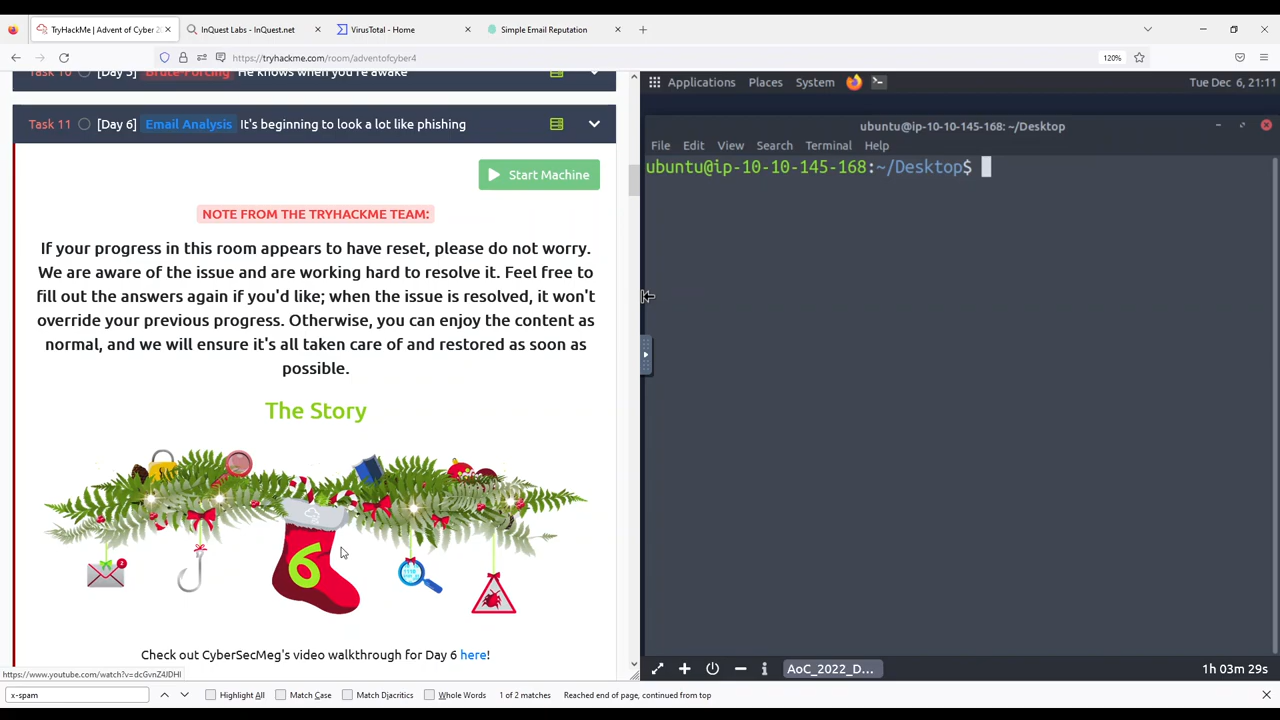 TryHackMe | Advent of Cyber 2
InQuest Labs - InQuest.net
VirusTotal - Home
Simple Email Reputation
https://tryhackme.com/room/adventofcyber4
120%
Task 10 [Day 5] Brute-Forcing He knows when you're awake
Task 11 [Day 6] Email Analysis It's beginning to look a lot like phishing
Start Machine
NOTE FROM THE TRYHACKME TEAM:
If your progress in this room appears to have reset, please do not worry.
We are aware of the issue and are working hard to resolve it. Feel free to
fill out the answers again if you'd like; when the issue is resolved, it won't
override your previous progress. Otherwise, you can enjoy the content as
normal, and we will ensure it's all taken care of and restored as soon as
possible.
The Story
2
6
Check out CyberSecMeg's video walkthrough for Day 6 here!
https://www.youtube.com/watch?v=dcGvnZ4JDHI
Applications Places System
Tue Dec 6, 21:11
ubuntu@ip-10-10-145-168: ~/Desktop
File Edit View Search Terminal Help
ubuntu@ip-10-10-145-168:~/Desktop$
AoC_2022_D...
1h 03m 29s
x-spam
Highlight All
Match Case
Match Diacritics
Whole Words
1 of 2 matches
Reached end of page, continued from top